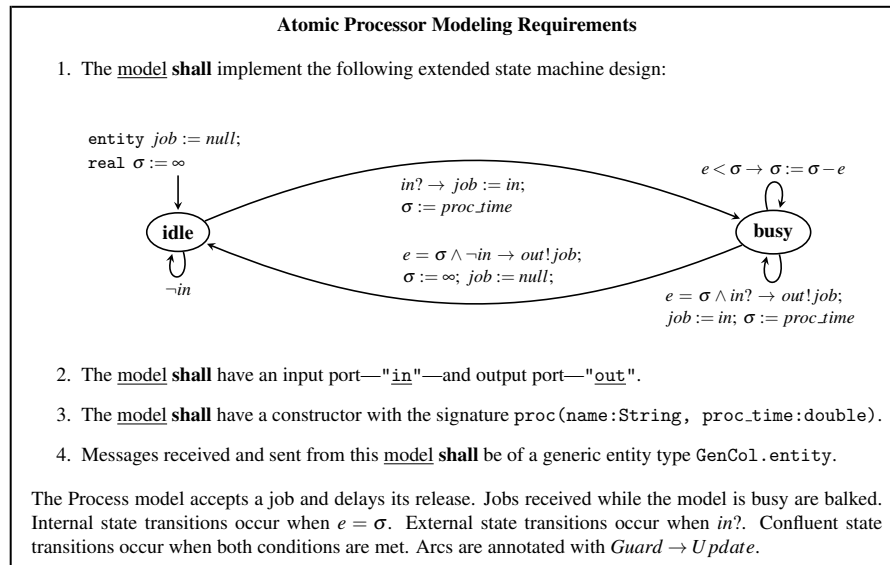 Atomic Processor Modeling Requirements
1. The model shall implement the following extended state machine design:
entity job := null;
real σ := ∞
e < σ → σ := σ − e
in? → job := in;
σ := proc_time
idle
busy
e = σ ∧ ¬in → out!job;
σ := ∞; job := null;
¬in
e = σ ∧ in? → out!job;
job := in; σ := proc_time
2. The model shall have an input port—"in"—and output port—"out".
3. The model shall have a constructor with the signature proc(name:String, proc_time:double).
4. Messages received and sent from this model shall be of a generic entity type GenCol.entity.
The Process model accepts a job and delays its release. Jobs received while the model is busy are balked.
Internal state transitions occur when e = σ. External state transitions occur when in?. Confluent state
transitions occur when both conditions are met. Arcs are annotated with Guard → Update.